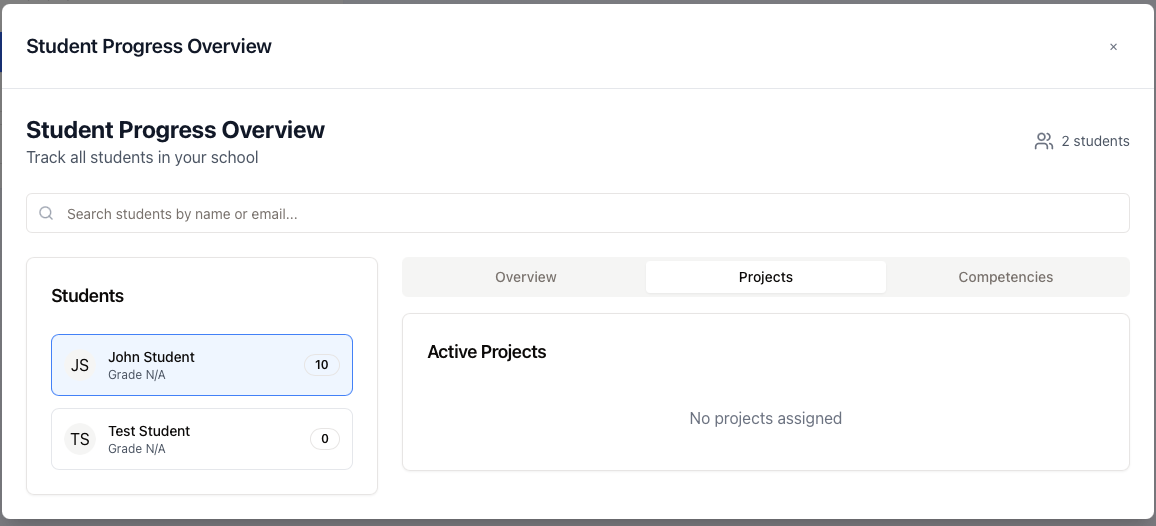 Student Progress Overview
×
Student Progress Overview
Track all students in your school
2 students
Search students by name or email...
Students
JS
John Student
Grade N/A
10
TS
Test Student
Grade N/A
0
Overview
Projects
Competencies
Active Projects
No projects assigned